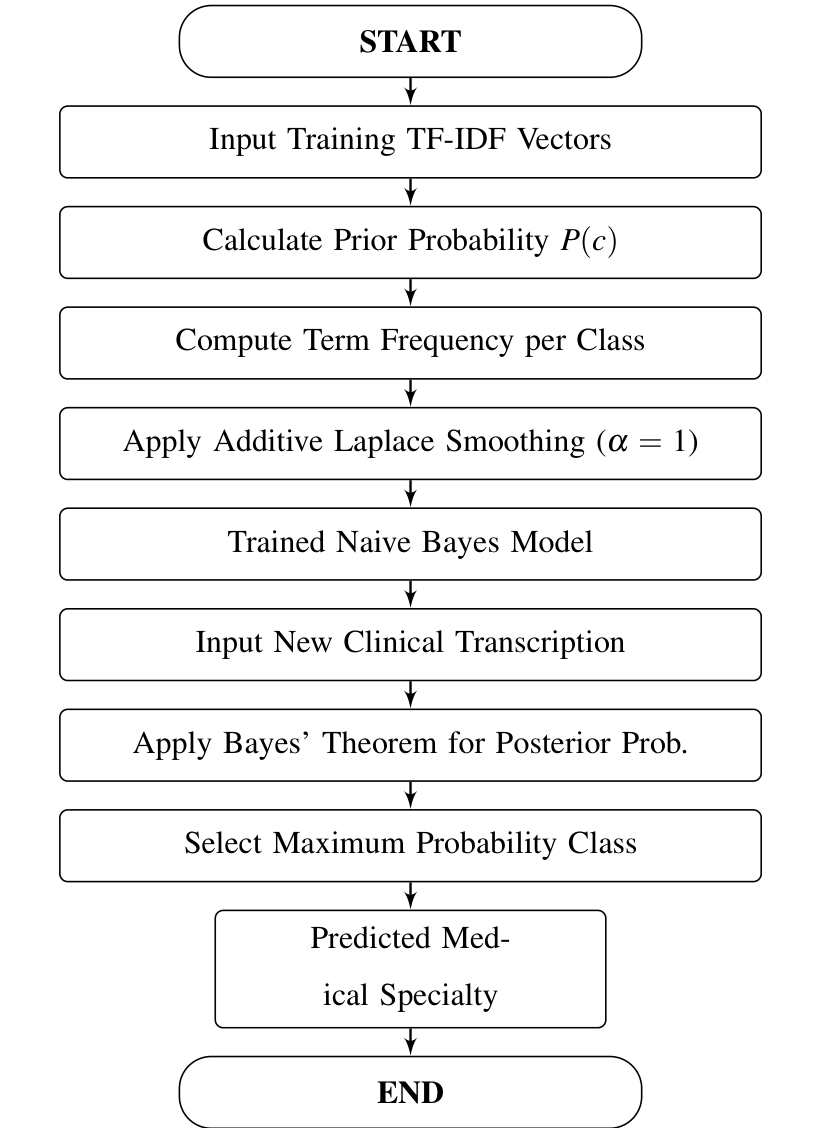 START
Input Training TF-IDF Vectors
Calculate Prior Probability P(c)
Compute Term Frequency per Class
Apply Additive Laplace Smoothing (α = 1)
Trained Naive Bayes Model
Input New Clinical Transcription
Apply Bayes’ Theorem for Posterior Prob.
Select Maximum Probability Class
Predicted Med-
ical Specialty
END